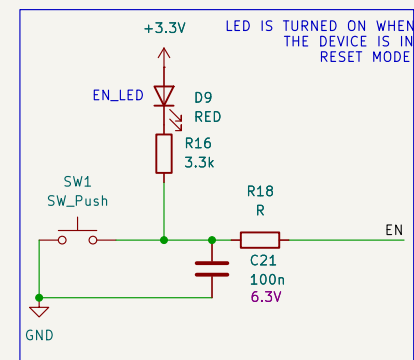 +3.3V
LED IS TURNED ON WHEN
THE DEVICE IS IN
RESET MODE
EN_LED
D9
RED
R16
3.3k
SW1
SW_Push
R18
R
EN
C21
100n
6.3V
GND